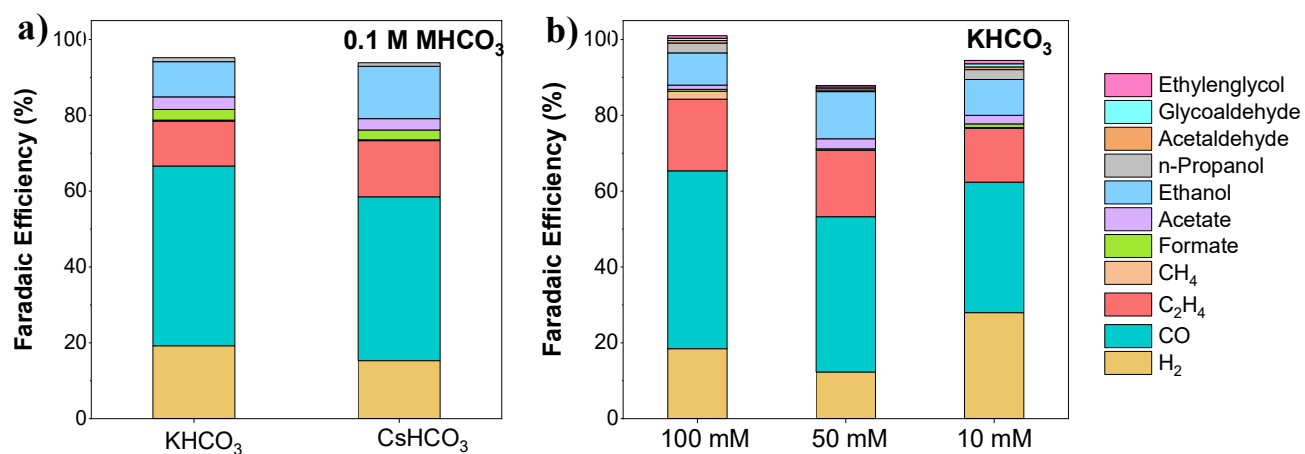 a)
0.1 M MHCO₃
Faradaic Efficiency (%)
100
80
60
40
20
0
KHCO₃
CsHCO₃
b)
KHCO₃
Faradaic Efficiency (%)
100
80
60
40
20
0
100 mM
50 mM
10 mM
Ethylenglycol
Glycoaldehyde
Acetaldehyde
n-Propanol
Ethanol
Acetate
Formate
CH₄
C₂H₄
CO
H₂